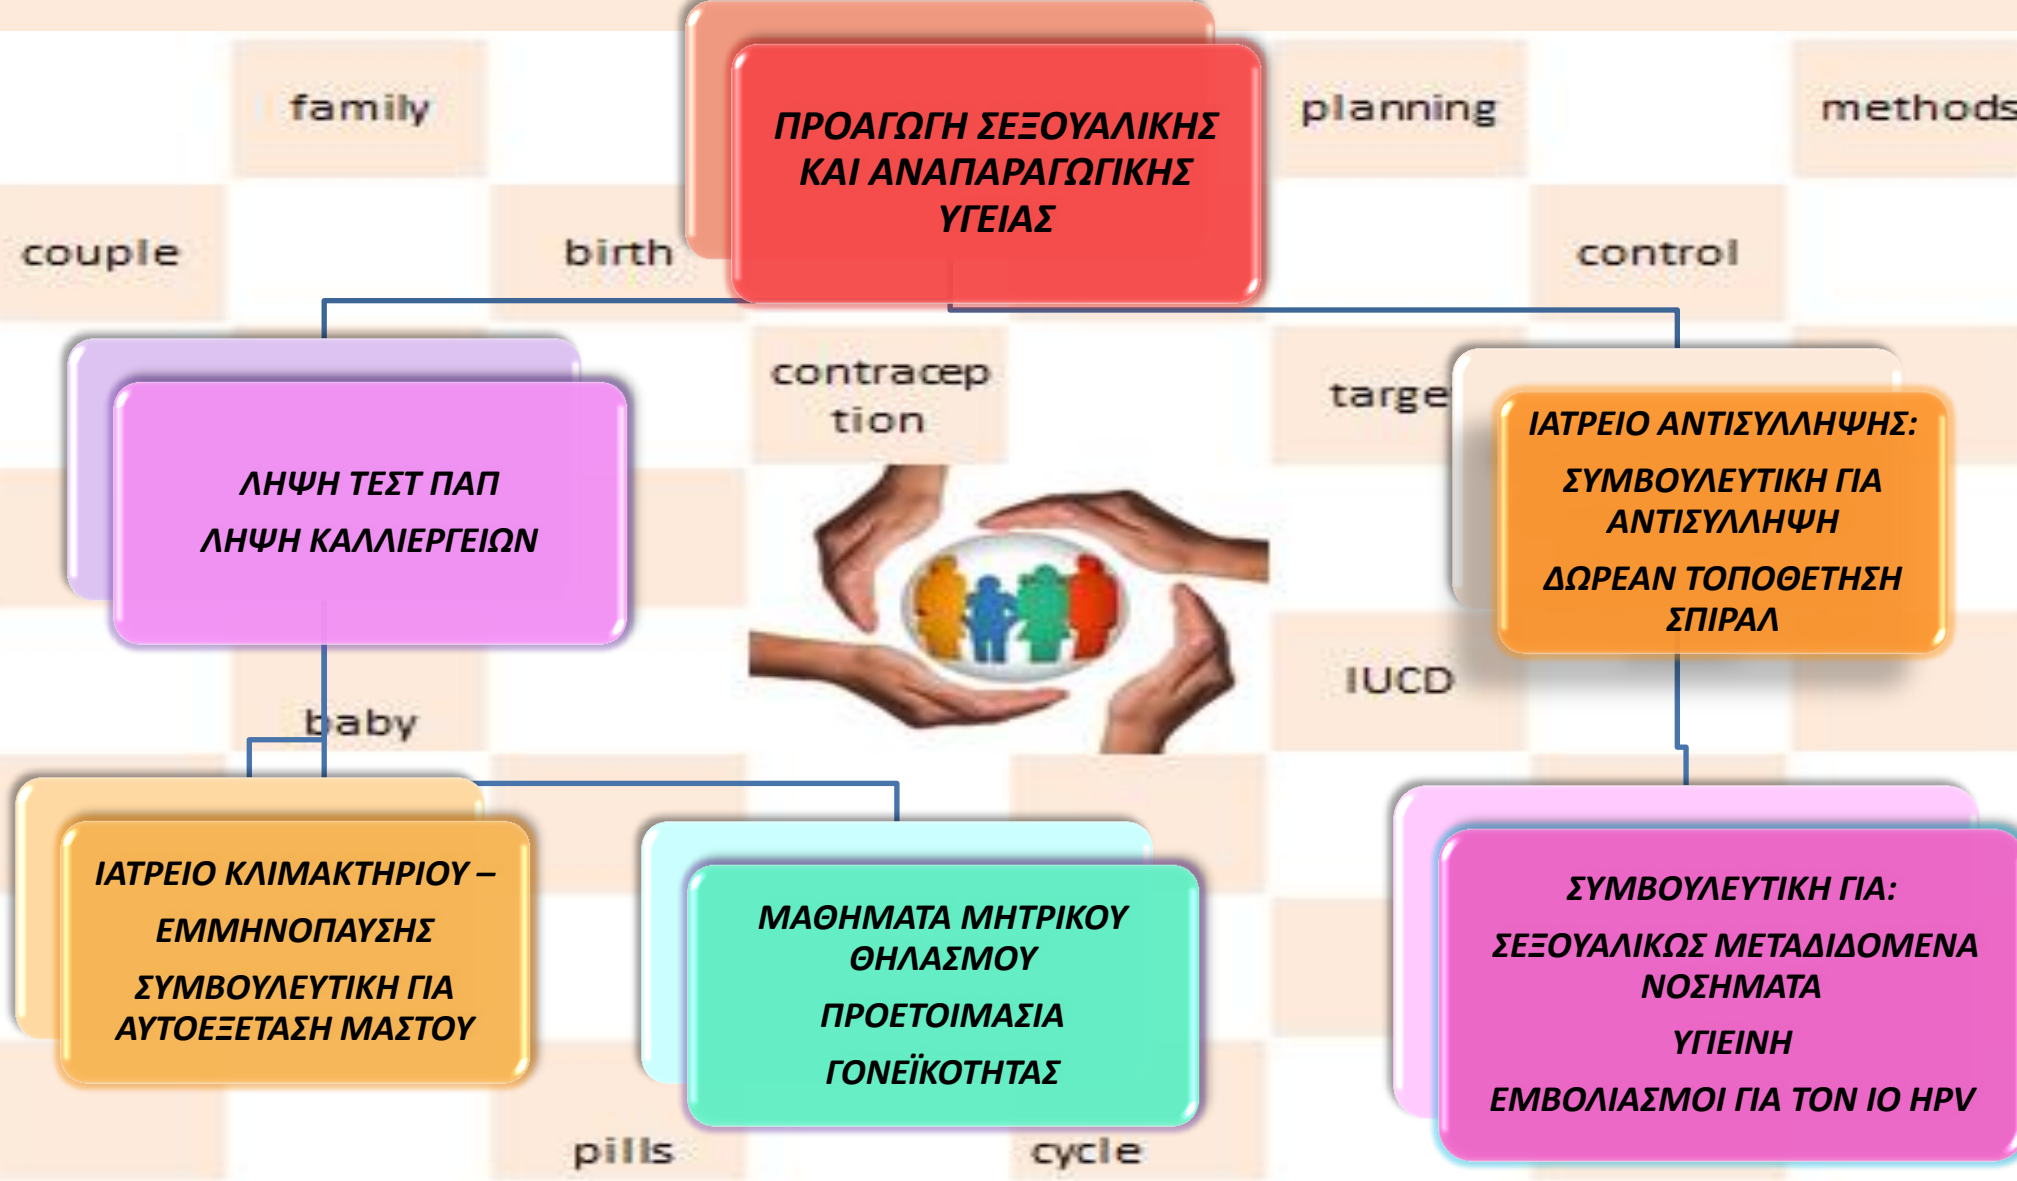 family
planning
methods
ΠΡΟΑΓΩΓΗ ΣΕΞΟΥΑΛΙΚΗΣ
ΚΑΙ ΑΝΑΠΑΡΑΓΩΓΙΚΗΣ
ΥΓΕΙΑΣ
couple
birth
control
contracep
tion
targe
ΛΗΨΗ ΤΕΣΤ ΠΑΠ
ΛΗΨΗ ΚΑΛΛΙΕΡΓΕΙΩΝ
ΙΑΤΡΕΙΟ ΑΝΤΙΣΥΛΛΗΨΗΣ:
ΣΥΜΒΟΥΛΕΥΤΙΚΗ ΓΙΑ
ΑΝΤΙΣΥΛΛΗΨΗ
ΔΩΡΕΑΝ ΤΟΠΟΘΕΤΗΣΗ
ΣΠΙΡΑΛ
IUCD
baby
ΙΑΤΡΕΙΟ ΚΛΙΜΑΚΤΗΡΙΟΥ –
ΕΜΜΗΝΟΠΑΥΣΗΣ
ΣΥΜΒΟΥΛΕΥΤΙΚΗ ΓΙΑ
ΑΥΤΟΕΞΕΤΑΣΗ ΜΑΣΤΟΥ
ΜΑΘΗΜΑΤΑ ΜΗΤΡΙΚΟΥ
ΘΗΛΑΣΜΟΥ
ΠΡΟΕΤΟΙΜΑΣΙΑ
ΓΟΝΕΪΚΟΤΗΤΑΣ
ΣΥΜΒΟΥΛΕΥΤΙΚΗ ΓΙΑ:
ΣΕΞΟΥΑΛΙΚΩΣ ΜΕΤΑΔΙΔΟΜΕΝΑ
ΝΟΣΗΜΑΤΑ
ΥΓΙΕΙΝΗ
ΕΜΒΟΛΙΑΣΜΟΙ ΓΙΑ ΤΟΝ ΙΟ HPV
pills
cycle